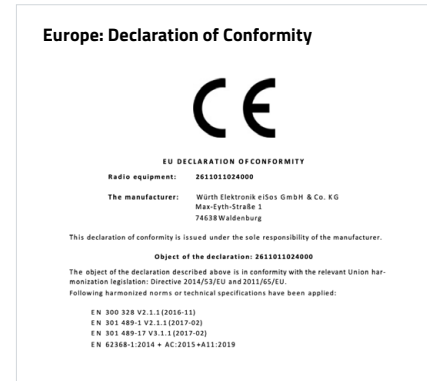 Europe: Declaration of Conformity
CE
EU DECLARATION OF CONFORMITY
Radio equipment: 2611011024000
The manufacturer: Würth Elektronik eiSos GmbH & Co. KG
Max-Eyth-Straße 1
74638 Waldenburg
This declaration of conformity is issued under the sole responsibility of the manufacturer.
Object of the declaration: 2611011024000
The object of the declaration described above is in conformity with the relevant Union har-
monization legislation: Directive 2014/53/EU and 2011/65/EU.
Following harmonized norms or technical specifications have been applied:
EN 300 328 V2.1.1 (2016-11)
EN 301 489-1 V2.1.1 (2017-02)
EN 301 489-17 V3.1.1 (2017-02)
EN 62368-1:2014 + AC:2015 +A11:2019